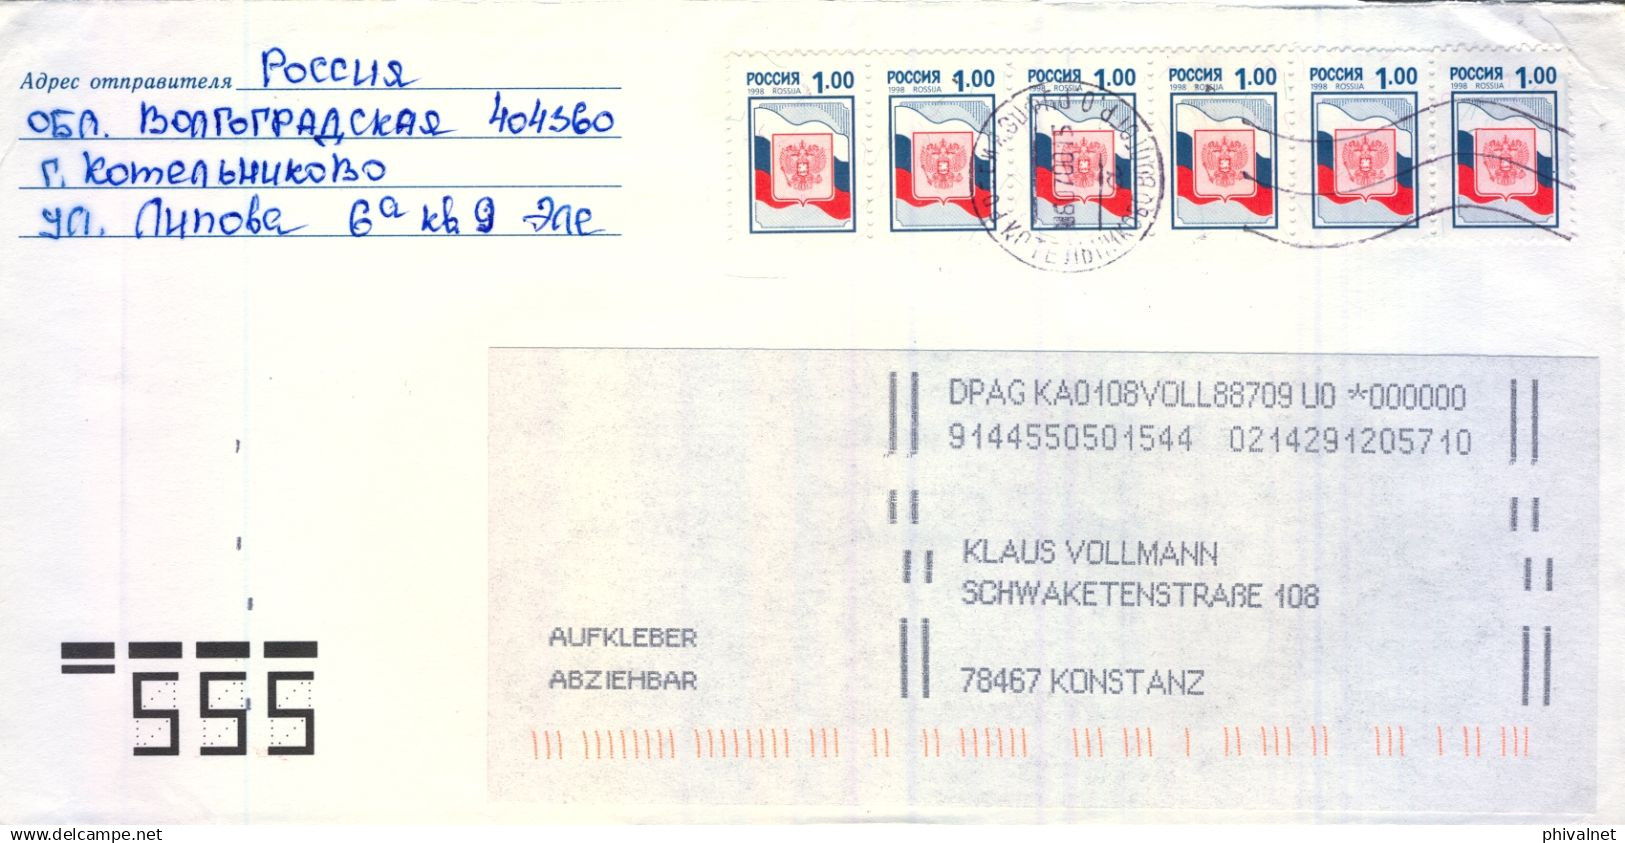 Адрес отправителя Россия
обл. Волгоградская 404360
г. Котельниково
ул. Липова 6а кв 9 Эле
РОССИЯ 1.00
1998 ROSSIJA
РОССИЯ 1.00
1998 ROSSIJA
РОССИЯ 1.00
1998 ROSSIJA
РОССИЯ 1.00
1998 ROSSIJA
РОССИЯ 1.00
1998 ROSSIJA
РОССИЯ 1.00
1998 ROSSIJA
DPAG KA0108VOLL88709 U0 *000000
9144550501544 0214291205710
KLAUS VOLLMANN
SCHWAKETENSTRAßE 108
AUFKLEBER
ABZIEHBAR
78467 KONSTANZ
555
phivalnet